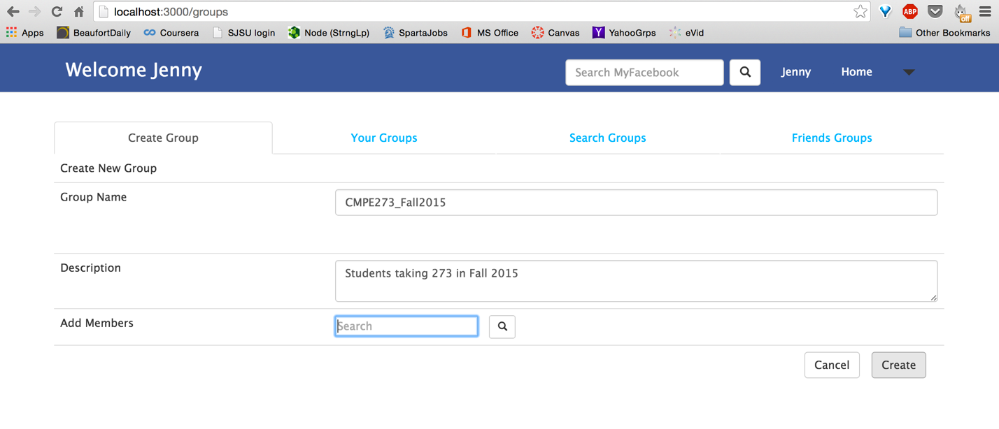 localhost:3000/groups
ABP
off
Apps BeaufortDaily Coursera SJSU login Node (StrngLp) SpartaJobs MS Office Canvas Y YahooGrps eVid Other Bookmarks
Welcome Jenny Search MyFacebook Jenny Home
Create Group Your Groups Search Groups Friends Groups
Create New Group
Group Name CMPE273_Fall2015
Description Students taking 273 in Fall 2015
Add Members Search
Cancel Create